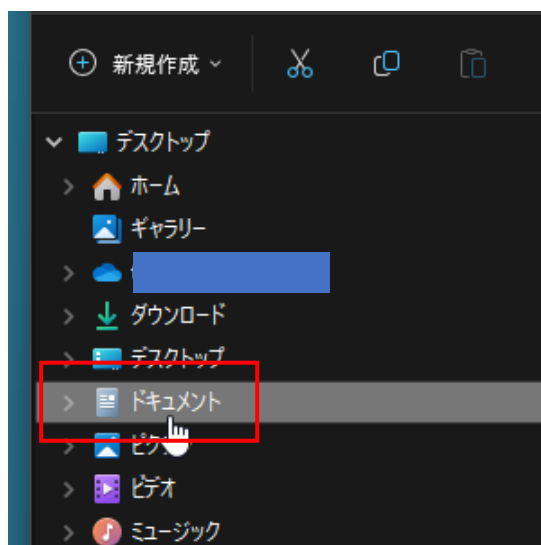 新規作成
デスクトップ
ホーム
ギャラリー
ダウンロード
デスクトップ
ドキュメント
ビデオ
ミュージック